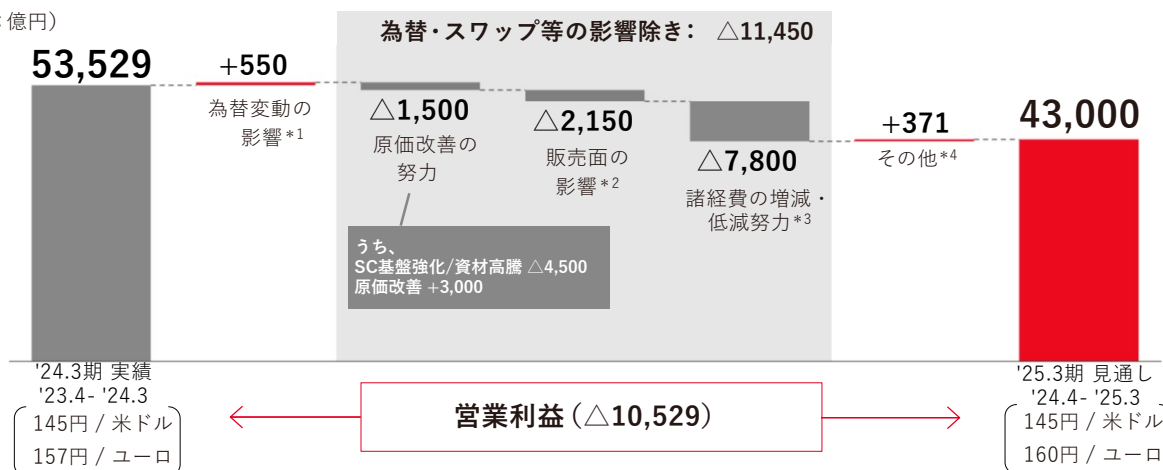 億円）
為替・スワップ等の影響除き： △11,450
53,529
+550
為替変動の
影響*1
△1,500
原価改善の
努力
△2,150
販売面の
影響*2
△7,800
諸経費の増減・
低減努力*3
+371
その他*4
43,000
うち、
SC基盤強化/資材高騰 △4,500
原価改善 +3,000
'24.3期 実績
'23.4- '24.3
145円 / 米ドル
157円 / ユーロ
営業利益（△10,529）
'25.3期 見通し
'24.4- '25.3
145円 / 米ドル
160円 / ユーロ